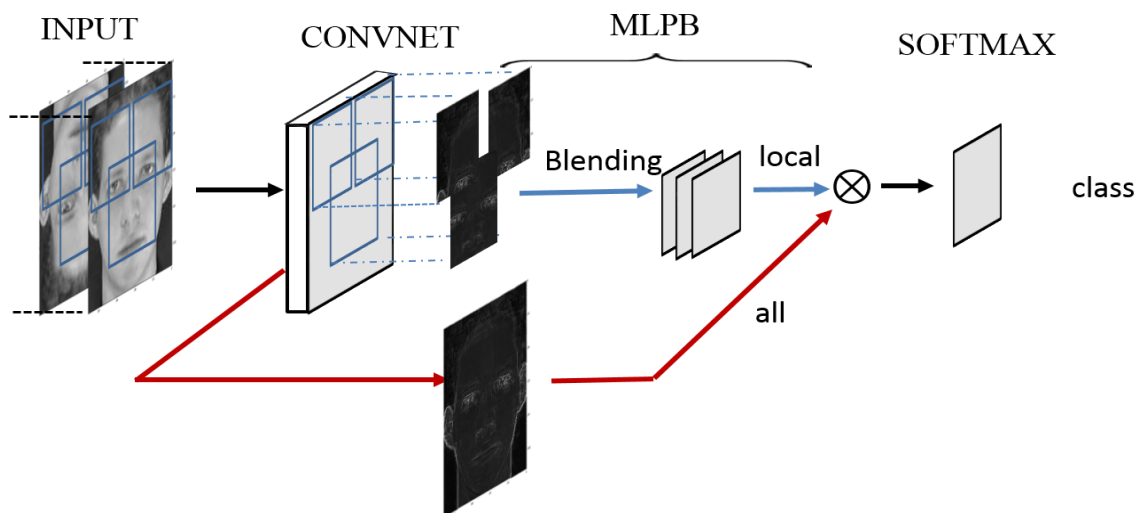 INPUT
CONVNET
MLPB
SOFTMAX
Blending
local
class
all